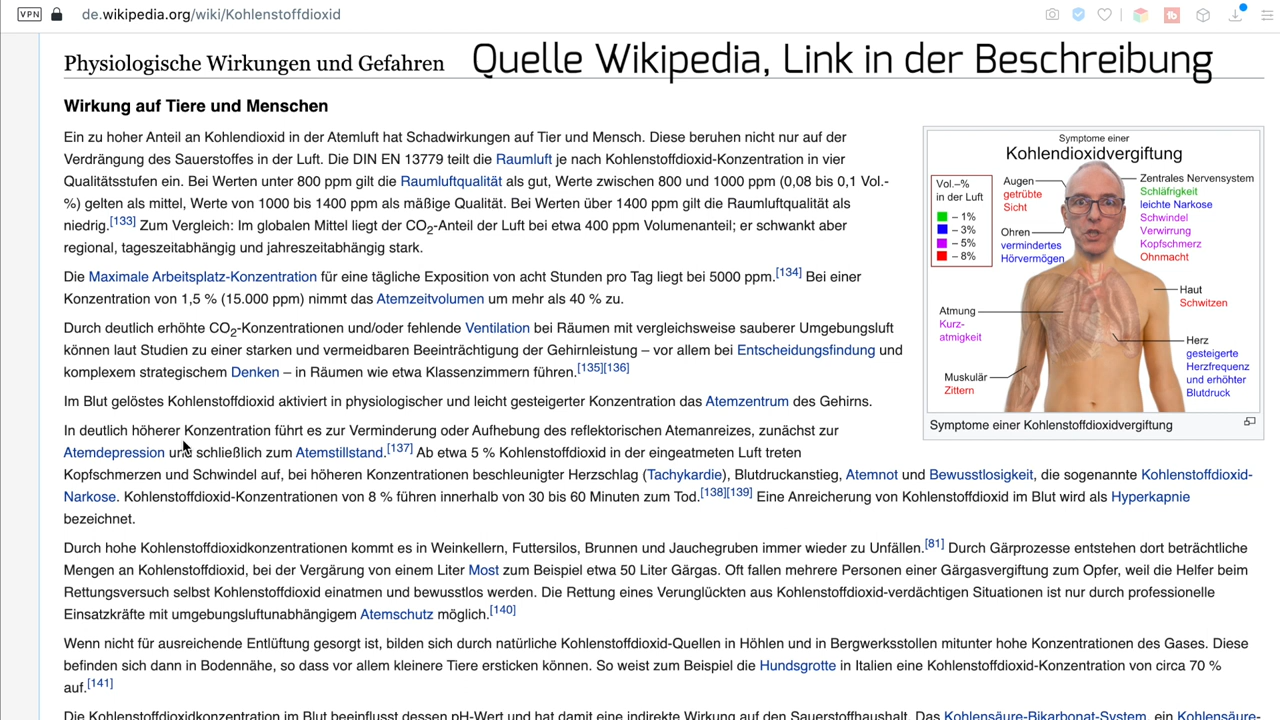 VPN
de.wikipedia.org/wiki/Kohlenstoffdioxid
Physiologische Wirkungen und Gefahren
Quelle Wikipedia, Link in der Beschreibung
Wirkung auf Tiere und Menschen
Ein zu hoher Anteil an Kohlendioxid in der Atemluft hat Schadwirkungen auf Tier und Mensch. Diese beruhen nicht nur auf der
Verdrängung des Sauerstoffes in der Luft. Die DIN EN 13779 teilt die Raumluft je nach Kohlenstoffdioxid-Konzentration in vier
Qualitätsstufen ein. Bei Werten unter 800 ppm gilt die Raumluftqualität als gut, Werte zwischen 800 und 1000 ppm (0,08 bis 0,1 Vol.-
%) gelten als mittel, Werte von 1000 bis 1400 ppm als mäßige Qualität. Bei Werten über 1400 ppm gilt die Raumluftqualität als
niedrig.[133] Zum Vergleich: Im globalen Mittel liegt der CO2-Anteil der Luft bei etwa 400 ppm Volumenanteil; er schwankt aber
regional, tageszeitabhängig und jahreszeitabhängig stark.
Die Maximale Arbeitsplatz-Konzentration für eine tägliche Exposition von acht Stunden pro Tag liegt bei 5000 ppm.[134] Bei einer
Konzentration von 1,5 % (15.000 ppm) nimmt das Atemzeitvolumen um mehr als 40 % zu.
Durch deutlich erhöhte CO2-Konzentrationen und/oder fehlende Ventilation bei Räumen mit vergleichsweise sauberer Umgebungsluft
können laut Studien zu einer starken und vermeidbaren Beeinträchtigung der Gehirnleistung – vor allem bei Entscheidungsfindung und
komplexem strategischem Denken – in Räumen wie etwa Klassenzimmern führen.[135][136]
Im Blut gelöstes Kohlenstoffdioxid aktiviert in physiologischer und leicht gesteigerter Konzentration das Atemzentrum des Gehirns.
In deutlich höherer Konzentration führt es zur Verminderung oder Aufhebung des reflektorischen Atemanreizes, zunächst zur
Atemdepression und schließlich zum Atemstillstand.[137] Ab etwa 5 % Kohlenstoffdioxid in der eingeatmeten Luft treten
Kopfschmerzen und Schwindel auf, bei höheren Konzentrationen beschleunigter Herzschlag (Tachykardie), Blutdruckanstieg, Atemnot und Bewusstlosigkeit, die sogenannte Kohlenstoffdioxid-
Narkose. Kohlenstoffdioxid-Konzentrationen von 8 % führen innerhalb von 30 bis 60 Minuten zum Tod.[138][139] Eine Anreicherung von Kohlenstoffdioxid im Blut wird als Hyperkapnie
bezeichnet.
Durch hohe Kohlenstoffdioxidkonzentrationen kommt es in Weinkellern, Futtersilos, Brunnen und Jauchegruben immer wieder zu Unfällen.[81] Durch Gärprozesse entstehen dort beträchtliche
Mengen an Kohlenstoffdioxid, bei der Vergärung von einem Liter Most zum Beispiel etwa 50 Liter Gärgas. Oft fallen mehrere Personen einer Gärgasvergiftung zum Opfer, weil die Helfer beim
Rettungsversuch selbst Kohlenstoffdioxid einatmen und bewusstlos werden. Die Rettung eines Verunglückten aus Kohlenstoffdioxid-verdächtigen Situationen ist nur durch professionelle
Einsatzkräfte mit umgebungsluftunabhängigem Atemschutz möglich.[140]
Wenn nicht für ausreichende Entlüftung gesorgt ist, bilden sich durch natürliche Kohlenstoffdioxid-Quellen in Höhlen und in Bergwerksstollen mitunter hohe Konzentrationen des Gases. Diese
befinden sich dann in Bodennähe, so dass vor allem kleinere Tiere ersticken können. So weist zum Beispiel die Hundsgrotte in Italien eine Kohlenstoffdioxid-Konzentration von circa 70 %
auf.[141]
Die Kohlenstoffdioxidkonzentration im Blut beeinflusst dessen pH-Wert und hat damit eine indirekte Wirkung auf den Sauerstoffhaushalt. Das Kohlensäure-Bikarbonat-System, ein Kohlensäure-
Symptome einer
Kohlendioxidvergiftung
Vol.–%
in der Luft
– 1%
– 3%
– 5%
– 8%
Augen
getrübte
Sicht
Ohren
vermindertes
Hörvermögen
Zentrales Nervensystem
Schläfrigkeit
leichte Narkose
Schwindel
Verwirrung
Kopfschmerz
Ohnmacht
Haut
Schwitzen
Atmung
Kurz-
atmigkeit
Herz
gesteigerte
Herzfrequenz
und erhöhter
Blutdruck
Muskulär
Zittern
Symptome einer Kohlenstoffdioxidvergiftung